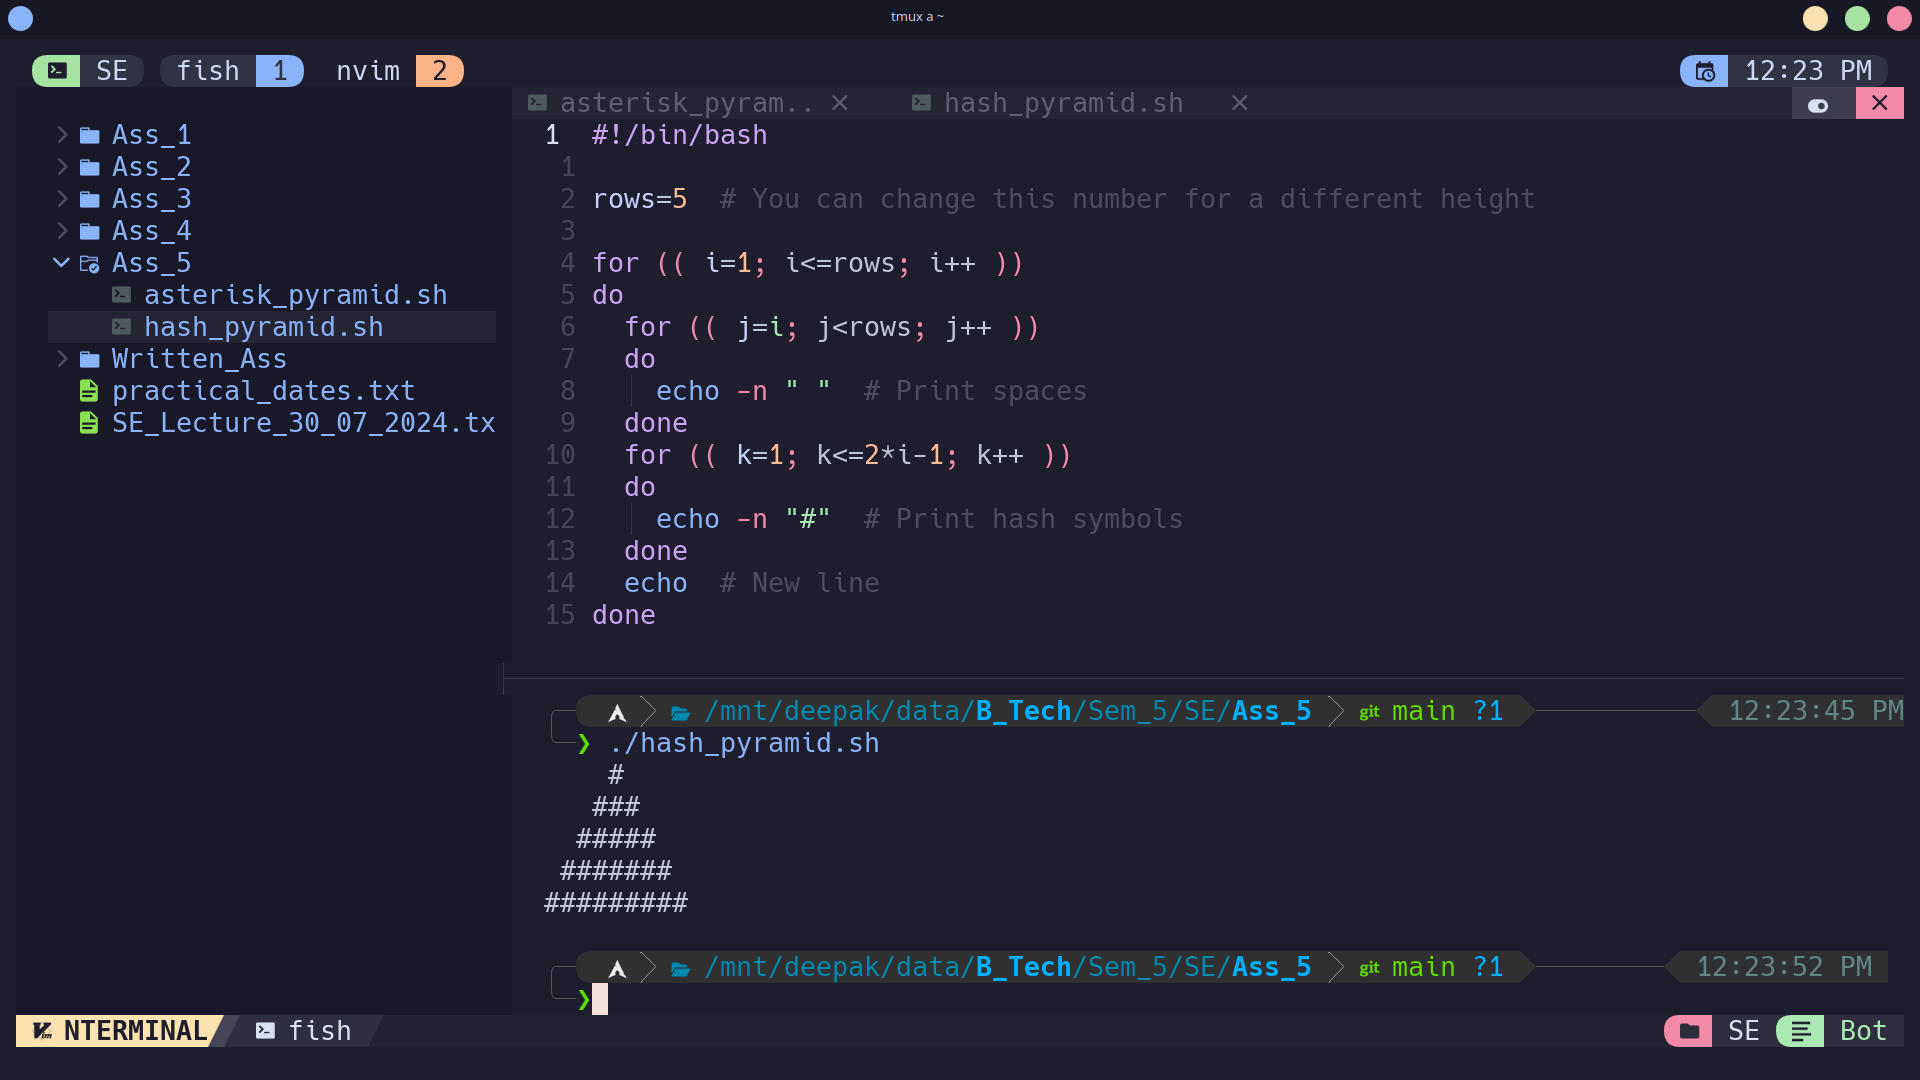 tmux a ~
SE fish 1 nvim 2 12:23 PM
asterisk_pyram.. hash_pyramid.sh
Ass_1
Ass_2
Ass_3
Ass_4
Ass_5
asterisk_pyramid.sh
hash_pyramid.sh
Written_Ass
practical_dates.txt
SE_Lecture_30_07_2024.tx
1 #!/bin/bash
1
2 rows=5  # You can change this number for a different height
3
4 for (( i=1; i<=rows; i++ ))
5 do
6   for (( j=i; j<rows; j++ ))
7   do
8     echo -n " "  # Print spaces
9   done
10   for (( k=1; k<=2*i-1; k++ ))
11   do
12     echo -n "#"  # Print hash symbols
13   done
14   echo  # New line
15 done
/mnt/deepak/data/B_Tech/Sem_5/SE/Ass_5 git main ?1 12:23:45 PM
❯ ./hash_pyramid.sh
    #
   ###
  #####
 #######
#########
/mnt/deepak/data/B_Tech/Sem_5/SE/Ass_5 git main ?1 12:23:52 PM
❯
NTERMINAL fish SE Bot